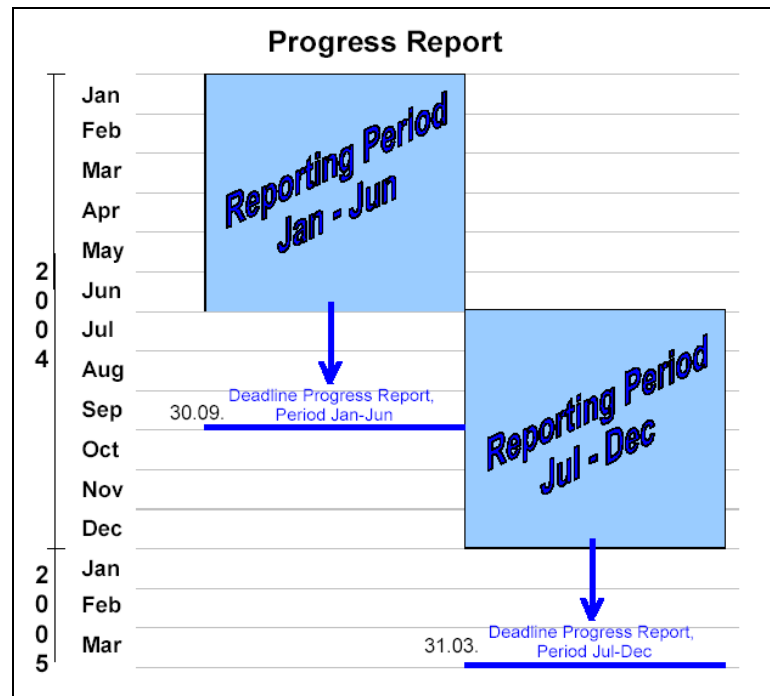 Progress Report
2004
Jan
Feb
Mar
Apr
May
Jun
Jul
Aug
Sep
Oct
Nov
Dec
Reporting Period
Jan - Jun
30.09.
Deadline Progress Report,
Period Jan-Jun
Reporting Period
Jul - Dec
2005
Jan
Feb
Mar
31.03.
Deadline Progress Report,
Period Jul-Dec